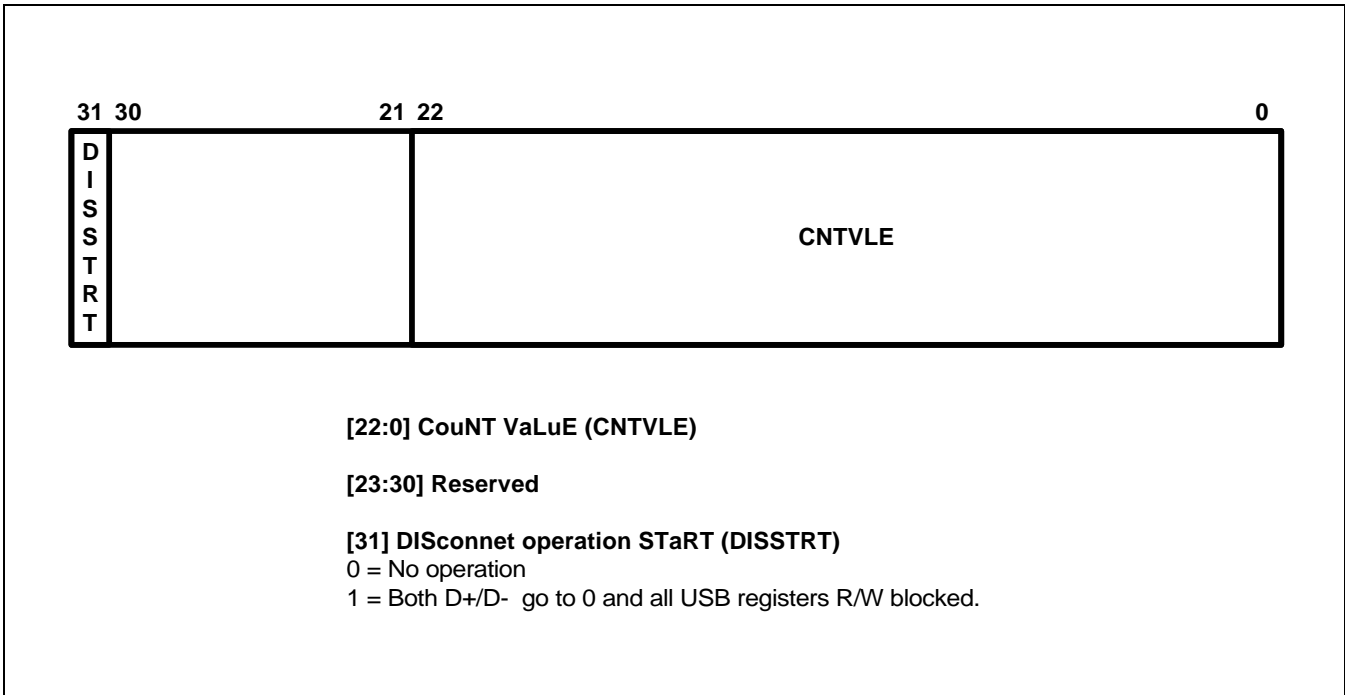 31 30 21 22 0
D
I
S
S
T
R
T
CNTVLE
[22:0] CouNT VaLuE (CNTVLE)
[23:30] Reserved
[31] DISconnet operation STaRT (DISSTRT)
0 = No operation
1 = Both D+/D- go to 0 and all USB registers R/W blocked.